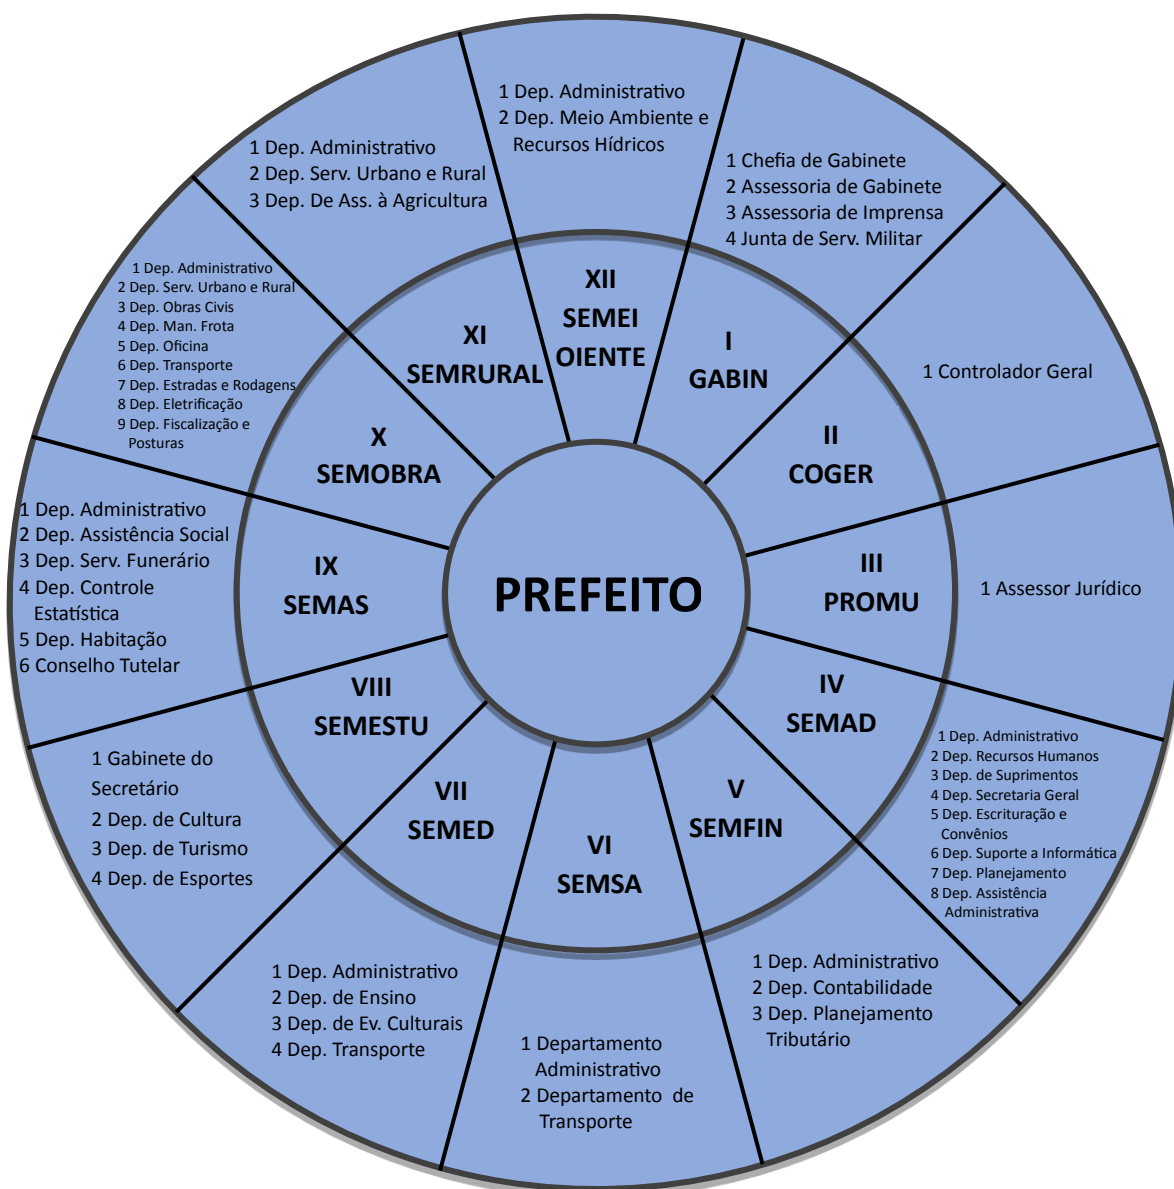 PREFEITO
I
GABIN
1 Chefia de Gabinete
2 Assessoria de Gabinete
3 Assessoria de Imprensa
4 Junta de Serv. Militar
II
COGER
1 Controlador Geral
III
PROMU
1 Assessor Jurídico
IV
SEMAD
1 Dep. Administrativo
2 Dep. Recursos Humanos
3 Dep. de Suprimentos
4 Dep. Secretaria Geral
5 Dep. Escrituração e
Convênios
6 Dep. Suporte a Informática
7 Dep. Planejamento
8 Dep. Assistência
Administrativa
V
SEMFIN
1 Dep. Administrativo
2 Dep. Contabilidade
3 Dep. Planejamento
Tributário
VI
SEMSA
1 Departamento
Administrativo
2 Departamento de
Transporte
VII
SEMED
1 Dep. Administrativo
2 Dep. de Ensino
3 Dep. de Ev. Culturais
4 Dep. Transporte
VIII
SEMESTU
1 Gabinete do
Secretário
2 Dep. de Cultura
3 Dep. de Turismo
4 Dep. de Esportes
IX
SEMAS
1 Dep. Administrativo
2 Dep. Assistência Social
3 Dep. Serv. Funerário
4 Dep. Controle
Estatística
5 Dep. Habitação
6 Conselho Tutelar
X
SEMOBRA
1 Dep. Administrativo
2 Dep. Serv. Urbano e Rural
3 Dep. Obras Civis
4 Dep. Man. Frota
5 Dep. Oficina
6 Dep. Transporte
7 Dep. Estradas e Rodagens
8 Dep. Eletrificação
9 Dep. Fiscalização e
Posturas
XI
SEMRURAL
1 Dep. Administrativo
2 Dep. Serv. Urbano e Rural
3 Dep. De Ass. à Agricultura
XII
SEMEI
OIENTE
1 Dep. Administrativo
2 Dep. Meio Ambiente e
Recursos Hídricos